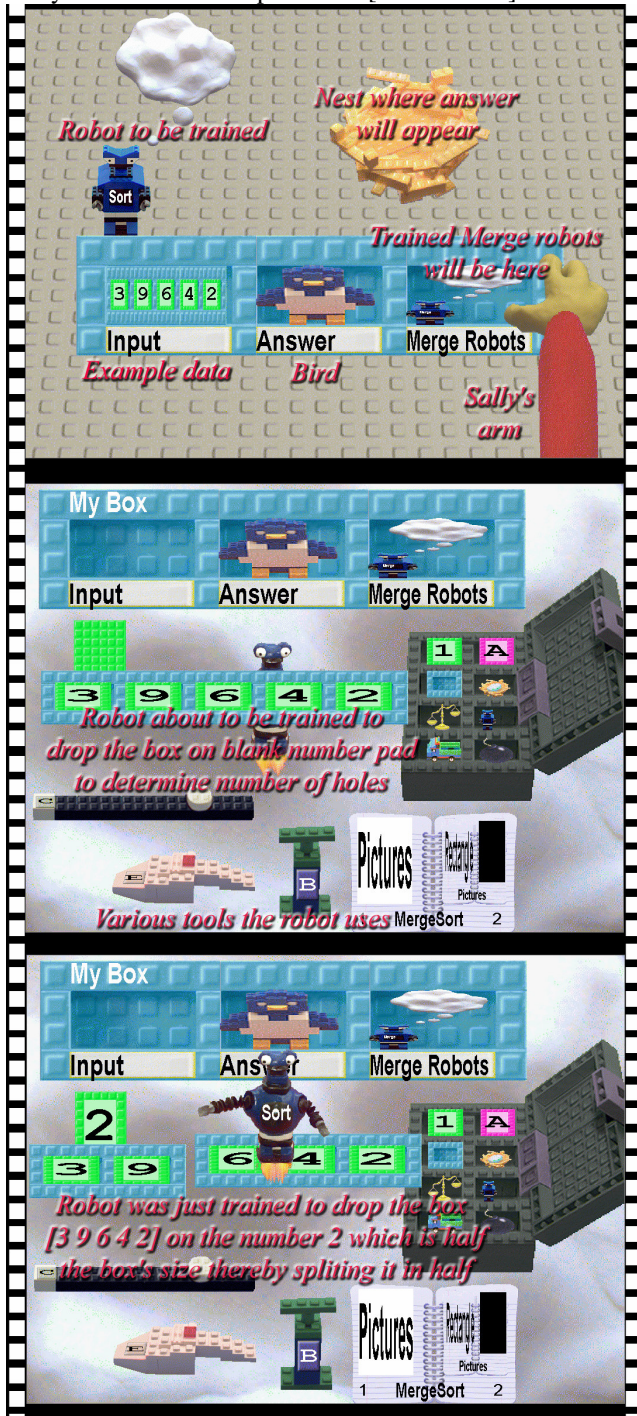 Robot to be trained
Nest where answer
will appear
Sort
Trained Merge robots
will be here
3 9 6 4 2
Merge
Input
Answer
Merge Robots
Example data
Bird
Sally's
arm
My Box
Merge
Input
Answer
Merge Robots
1 A
3 9 6 4 2
Robot about to be trained to
drop the box on blank number pad
to determine number of holes
C
E
B
Pictures
Rectangle
Pictures
Various tools the robot uses
MergeSort 2
My Box
Merge
Input
Answer
Merge Robots
Sort
2
1 A
3 9
6 4 2
Robot was just trained to drop the box
[3 9 6 4 2] on the number 2 which is half
the box's size thereby spliting it in half
C
E
B
Pictures
Rectangle
Pictures
1 MergeSort 2